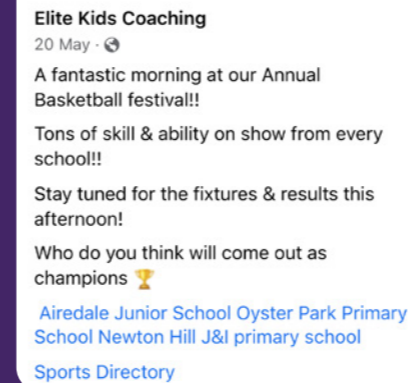 Elite Kids Coaching
20 May ·
A fantastic morning at our Annual
Basketball festival!!
Tons of skill & ability on show from every
school!!
Stay tuned for the fixtures & results this
afternoon!
Who do you think will come out as
champions 🏆
Airedale Junior School Oyster Park Primary
School Newton Hill J&I primary school
Sports Directory